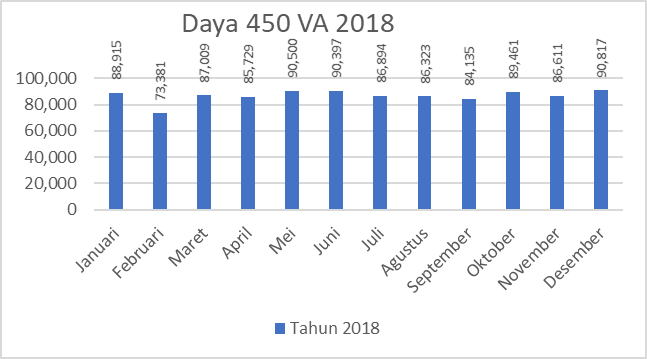 Daya 450 VA 2018
88,915
73,381
87,009
85,729
90,500
90,397
86,894
86,323
84,135
89,461
86,611
90,817
100,000
80,000
60,000
40,000
20,000
0
Januari
Februari
Maret
April
Mei
Juni
Juli
Agustus
September
Oktober
November
Desember
Tahun 2018